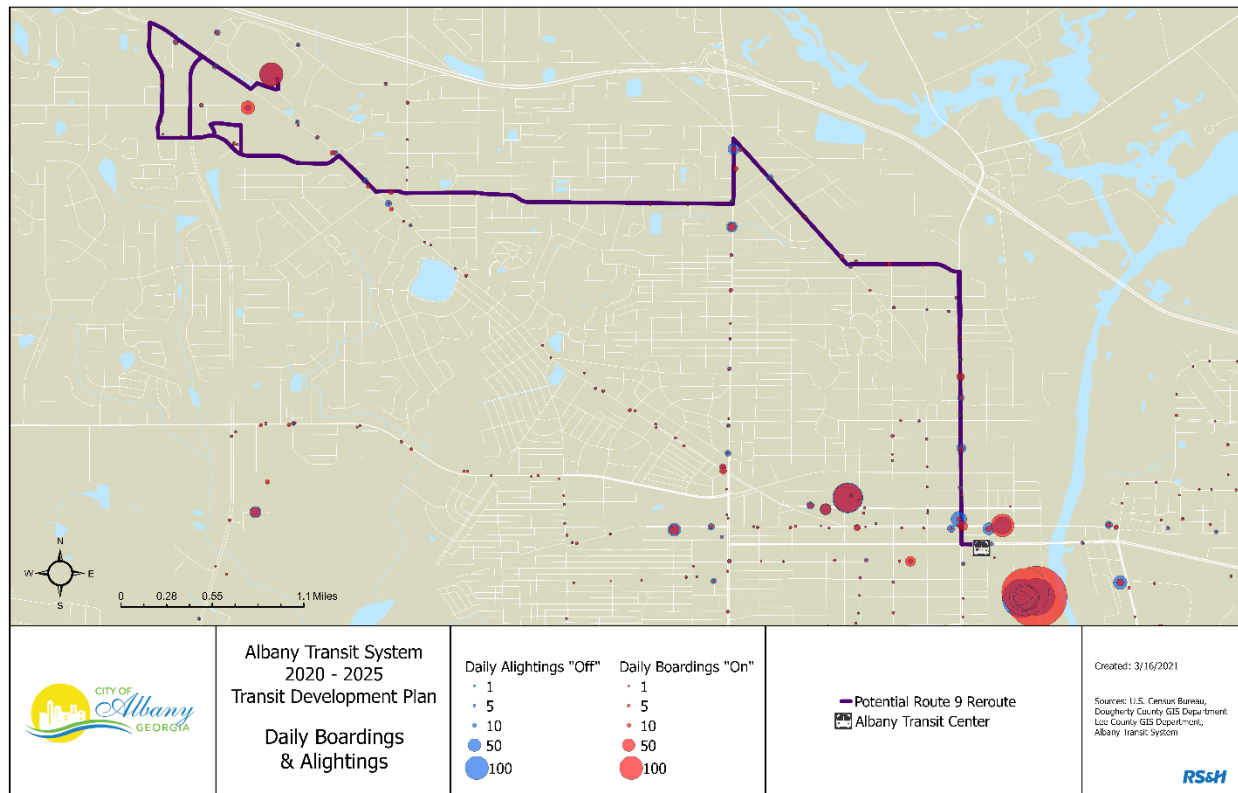 N
W E
S
0 0.28 0.55 1.1 Miles
CITY OF
Albany
GEORGIA
Albany Transit System
2020 - 2025
Transit Development Plan
Daily Boardings
& Alightings
Daily Alightings "Off"
1
5
10
50
100
Daily Boardings "On"
1
5
10
50
100
Potential Route 9 Reroute
Albany Transit Center
Created: 3/16/2021
Sources: U.S. Census Bureau,
Dougherty County GIS Department
Lee County GIS Department,
Albany Transit System
RS&H